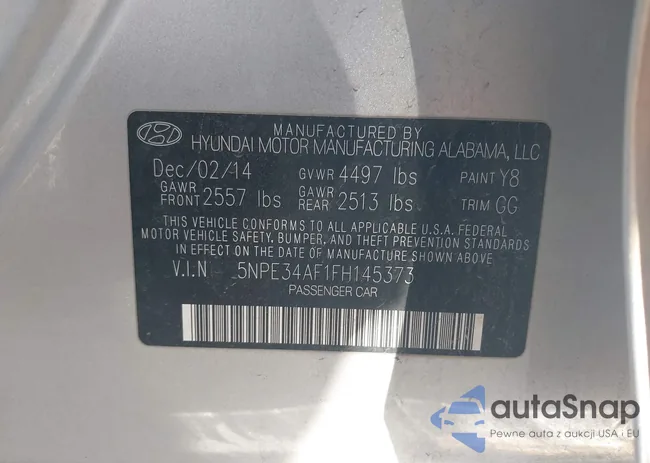 MANUFACTURED BY
HYUNDAI MOTOR MANUFACTURING ALABAMA, LLC
Dec/02/14 GVWR 4497 lbs PAINT Y8
GAWR FRONT 2557 lbs GAWR REAR 2513 lbs TRIM GG
THIS VEHICLE CONFORMS TO ALL APPLICABLE U.S.A. FEDERAL
MOTOR VEHICLE SAFETY, BUMPER, AND THEFT PREVENTION STANDARDS
IN EFFECT ON THE DATE OF MANUFACTURE SHOWN ABOVE.
V.I.N 5NPE34AF1FH145373
PASSENGER CAR
autaSnap
Pewne auta z aukcji USA i EU